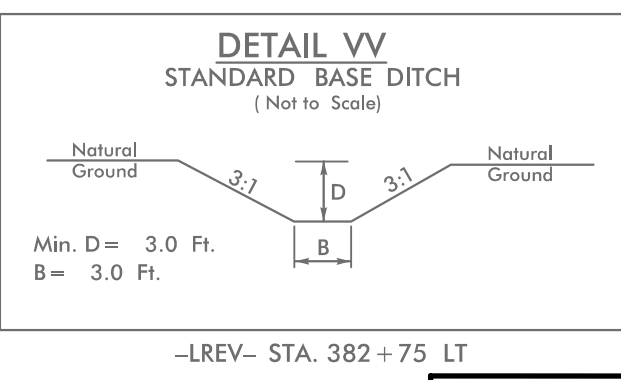 DETAIL VV
STANDARD BASE DITCH
( Not to Scale)
Natural
Ground
3:1
D
3:1
Natural
Ground
Min. D= 3.0 Ft.
B= 3.0 Ft.
B
–LREV– STA. 382+75 LT